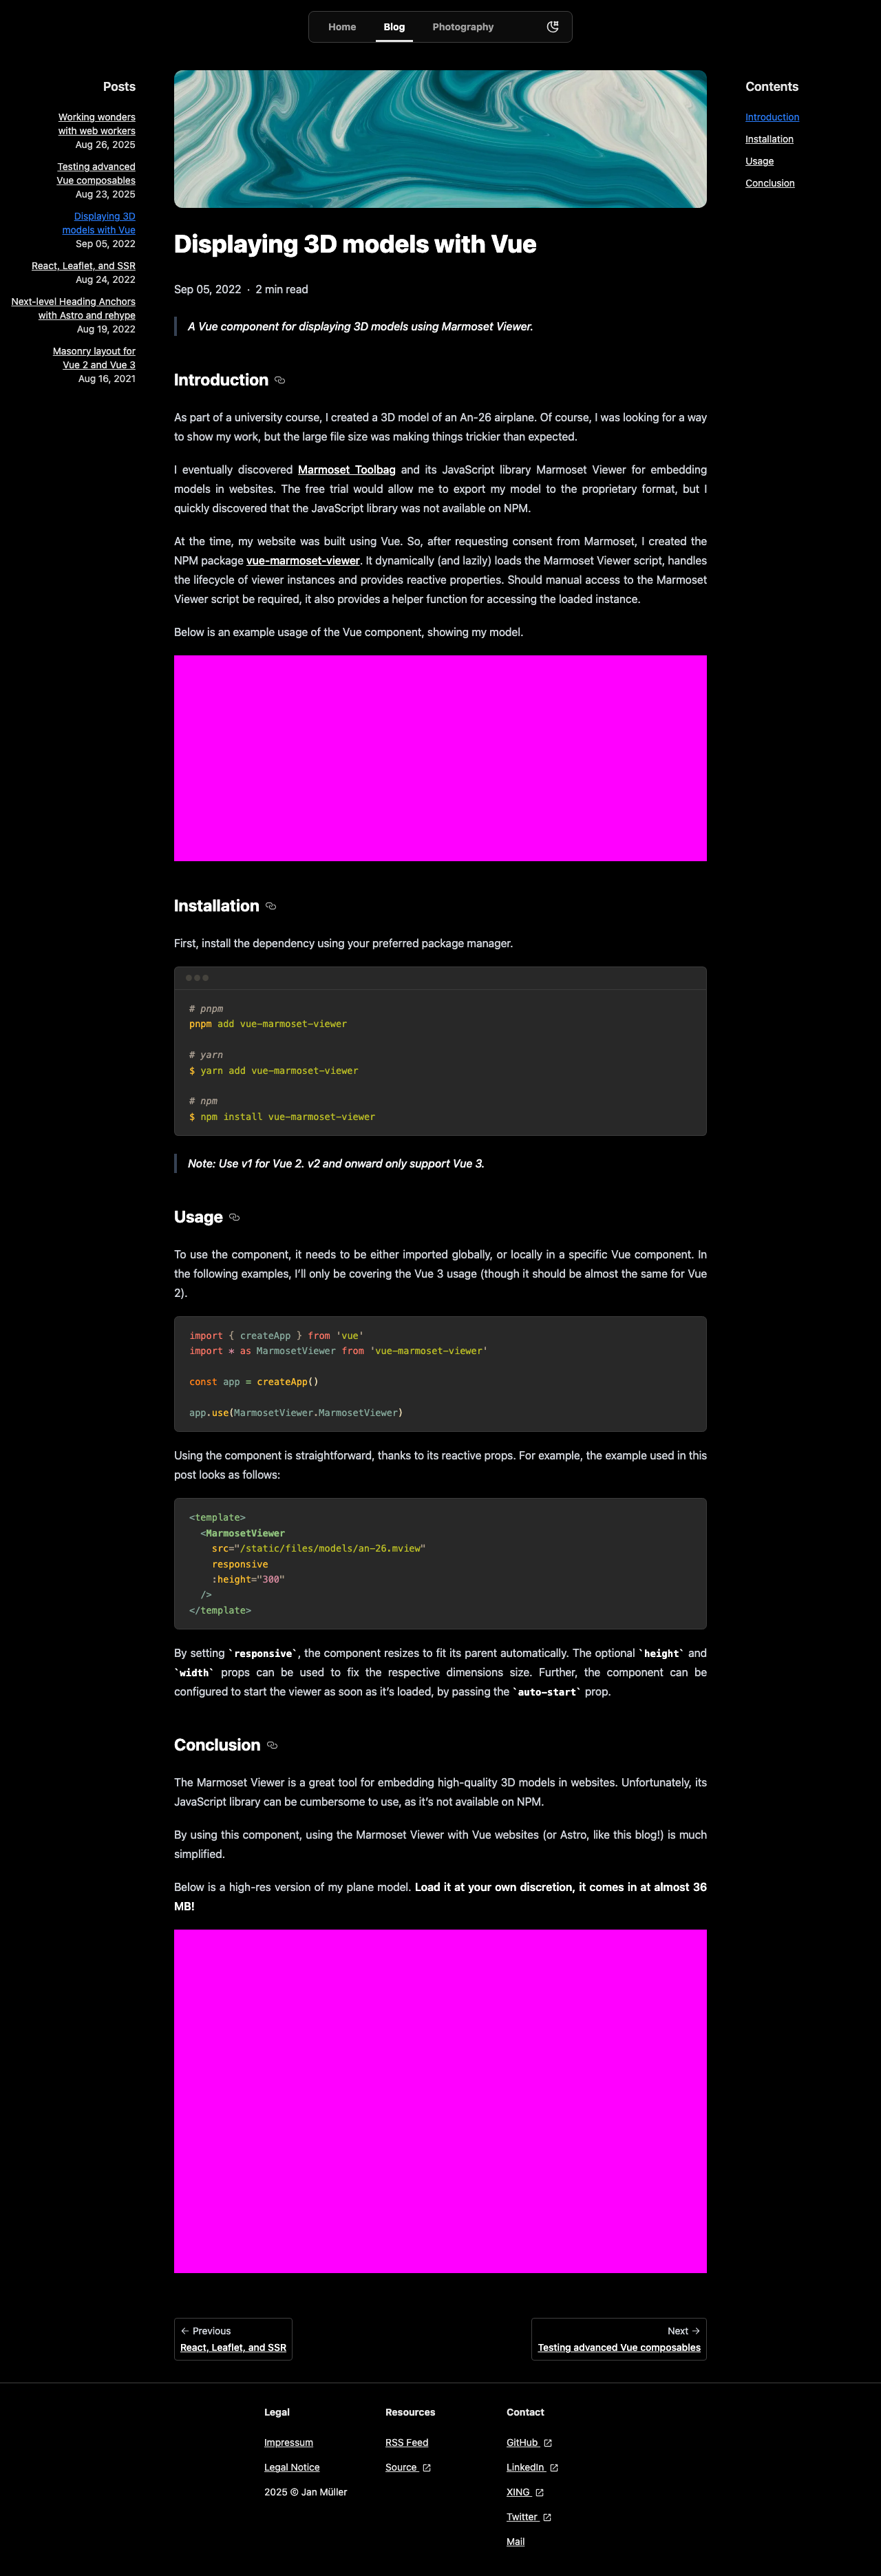 Home Blog Photography
Posts
Working wonders
with web workers
Aug 26, 2025
Testing advanced
Vue composables
Aug 23, 2025
Displaying 3D
models with Vue
Sep 05, 2022
React, Leaflet, and SSR
Aug 24, 2022
Next-level Heading Anchors
with Astro and rehype
Aug 19, 2022
Masonry layout for
Vue 2 and Vue 3
Aug 16, 2021
Contents
Introduction
Installation
Usage
Conclusion
Displaying 3D models with Vue
Sep 05, 2022 · 2 min read
A Vue component for displaying 3D models using Marmoset Viewer.
Introduction
As part of a university course, I created a 3D model of an An-26 airplane. Of course, I was looking for a way
to show my work, but the large file size was making things trickier than expected.
I eventually discovered Marmoset Toolbag and its JavaScript library Marmoset Viewer for embedding
models in websites. The free trial would allow me to export my model to the proprietary format, but I
quickly discovered that the JavaScript library was not available on NPM.
At the time, my website was built using Vue. So, after requesting consent from Marmoset, I created the
NPM package vue-marmoset-viewer. It dynamically (and lazily) loads the Marmoset Viewer script, handles
the lifecycle of viewer instances and provides reactive properties. Should manual access to the Marmoset
Viewer script be required, it also provides a helper function for accessing the loaded instance.
Below is an example usage of the Vue component, showing my model.
Installation
First, install the dependency using your preferred package manager.
# pnpm
pnpm add vue-marmoset-viewer
# yarn
$ yarn add vue-marmoset-viewer
# npm
$ npm install vue-marmoset-viewer
Note: Use v1 for Vue 2. v2 and onward only support Vue 3.
Usage
To use the component, it needs to be either imported globally, or locally in a specific Vue component. In
the following examples, I'll only be covering the Vue 3 usage (though it should be almost the same for Vue
2).
import { createApp } from 'vue'
import * as MarmosetViewer from 'vue-marmoset-viewer'
const app = createApp()
app.use(MarmosetViewer.MarmosetViewer)
Using the component is straightforward, thanks to its reactive props. For example, the example used in this
post looks as follows:
<template>
<MarmosetViewer
src="/static/files/models/an-26.mview"
responsive
:height="300"
/>
</template>
By setting `responsive`, the component resizes to fit its parent automatically. The optional `height` and
`width` props can be used to fix the respective dimensions size. Further, the component can be
configured to start the viewer as soon as it's loaded, by passing the `auto-start` prop.
Conclusion
The Marmoset Viewer is a great tool for embedding high-quality 3D models in websites. Unfortunately, its
JavaScript library can be cumbersome to use, as it's not available on NPM.
By using this component, using the Marmoset Viewer with Vue websites (or Astro, like this blog!) is much
simplified.
Below is a high-res version of my plane model. Load it at your own discretion, it comes in at almost 36
MB!
← Previous
React, Leaflet, and SSR
Next →
Testing advanced Vue composables
Legal
Impressum
Legal Notice
2025 © Jan Müller
Resources
RSS Feed
Source
Contact
GitHub
LinkedIn
XING
Twitter
Mail